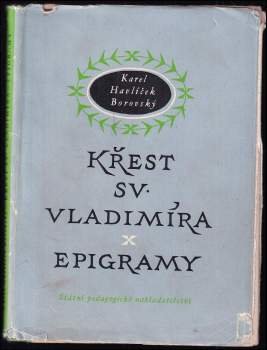 Karel
Havlíček
Borovský
KŘEST
SV.
VLADIMÍRA
x
EPIGRAMY
Státní pedagogické nakladatelství